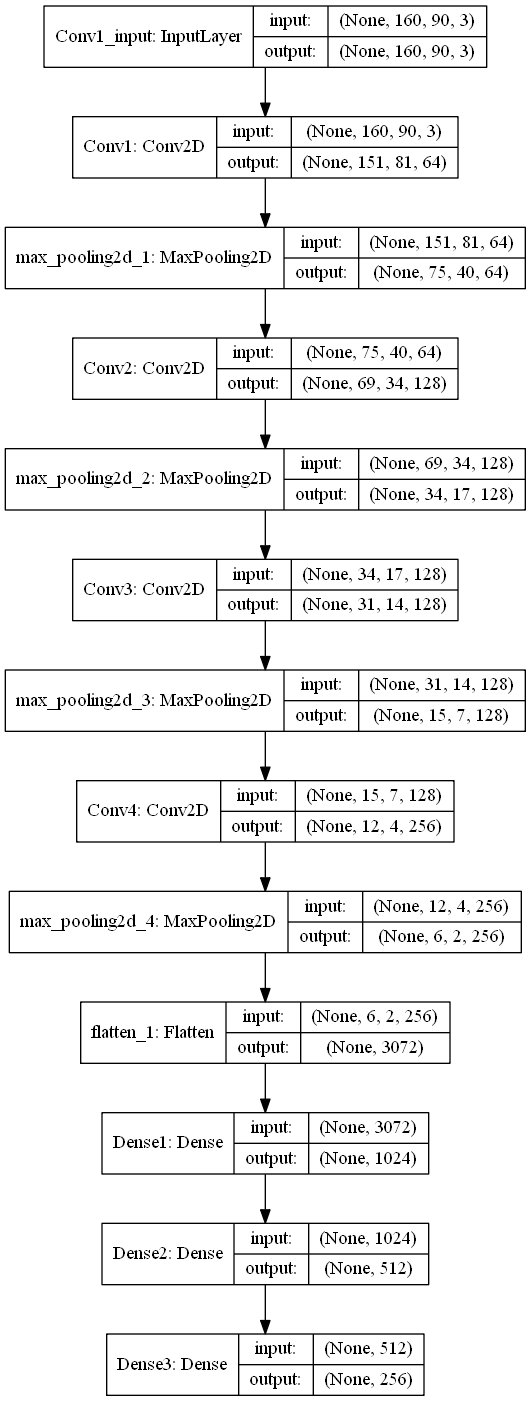 Conv1_input: InputLayer
input: (None, 160, 90, 3)
output: (None, 160, 90, 3)
Conv1: Conv2D
input: (None, 160, 90, 3)
output: (None, 151, 81, 64)
max_pooling2d_1: MaxPooling2D
input: (None, 151, 81, 64)
output: (None, 75, 40, 64)
Conv2: Conv2D
input: (None, 75, 40, 64)
output: (None, 69, 34, 128)
max_pooling2d_2: MaxPooling2D
input: (None, 69, 34, 128)
output: (None, 34, 17, 128)
Conv3: Conv2D
input: (None, 34, 17, 128)
output: (None, 31, 14, 128)
max_pooling2d_3: MaxPooling2D
input: (None, 31, 14, 128)
output: (None, 15, 7, 128)
Conv4: Conv2D
input: (None, 15, 7, 128)
output: (None, 12, 4, 256)
max_pooling2d_4: MaxPooling2D
input: (None, 12, 4, 256)
output: (None, 6, 2, 256)
flatten_1: Flatten
input: (None, 6, 2, 256)
output: (None, 3072)
Dense1: Dense
input: (None, 3072)
output: (None, 1024)
Dense2: Dense
input: (None, 1024)
output: (None, 512)
Dense3: Dense
input: (None, 512)
output: (None, 256)